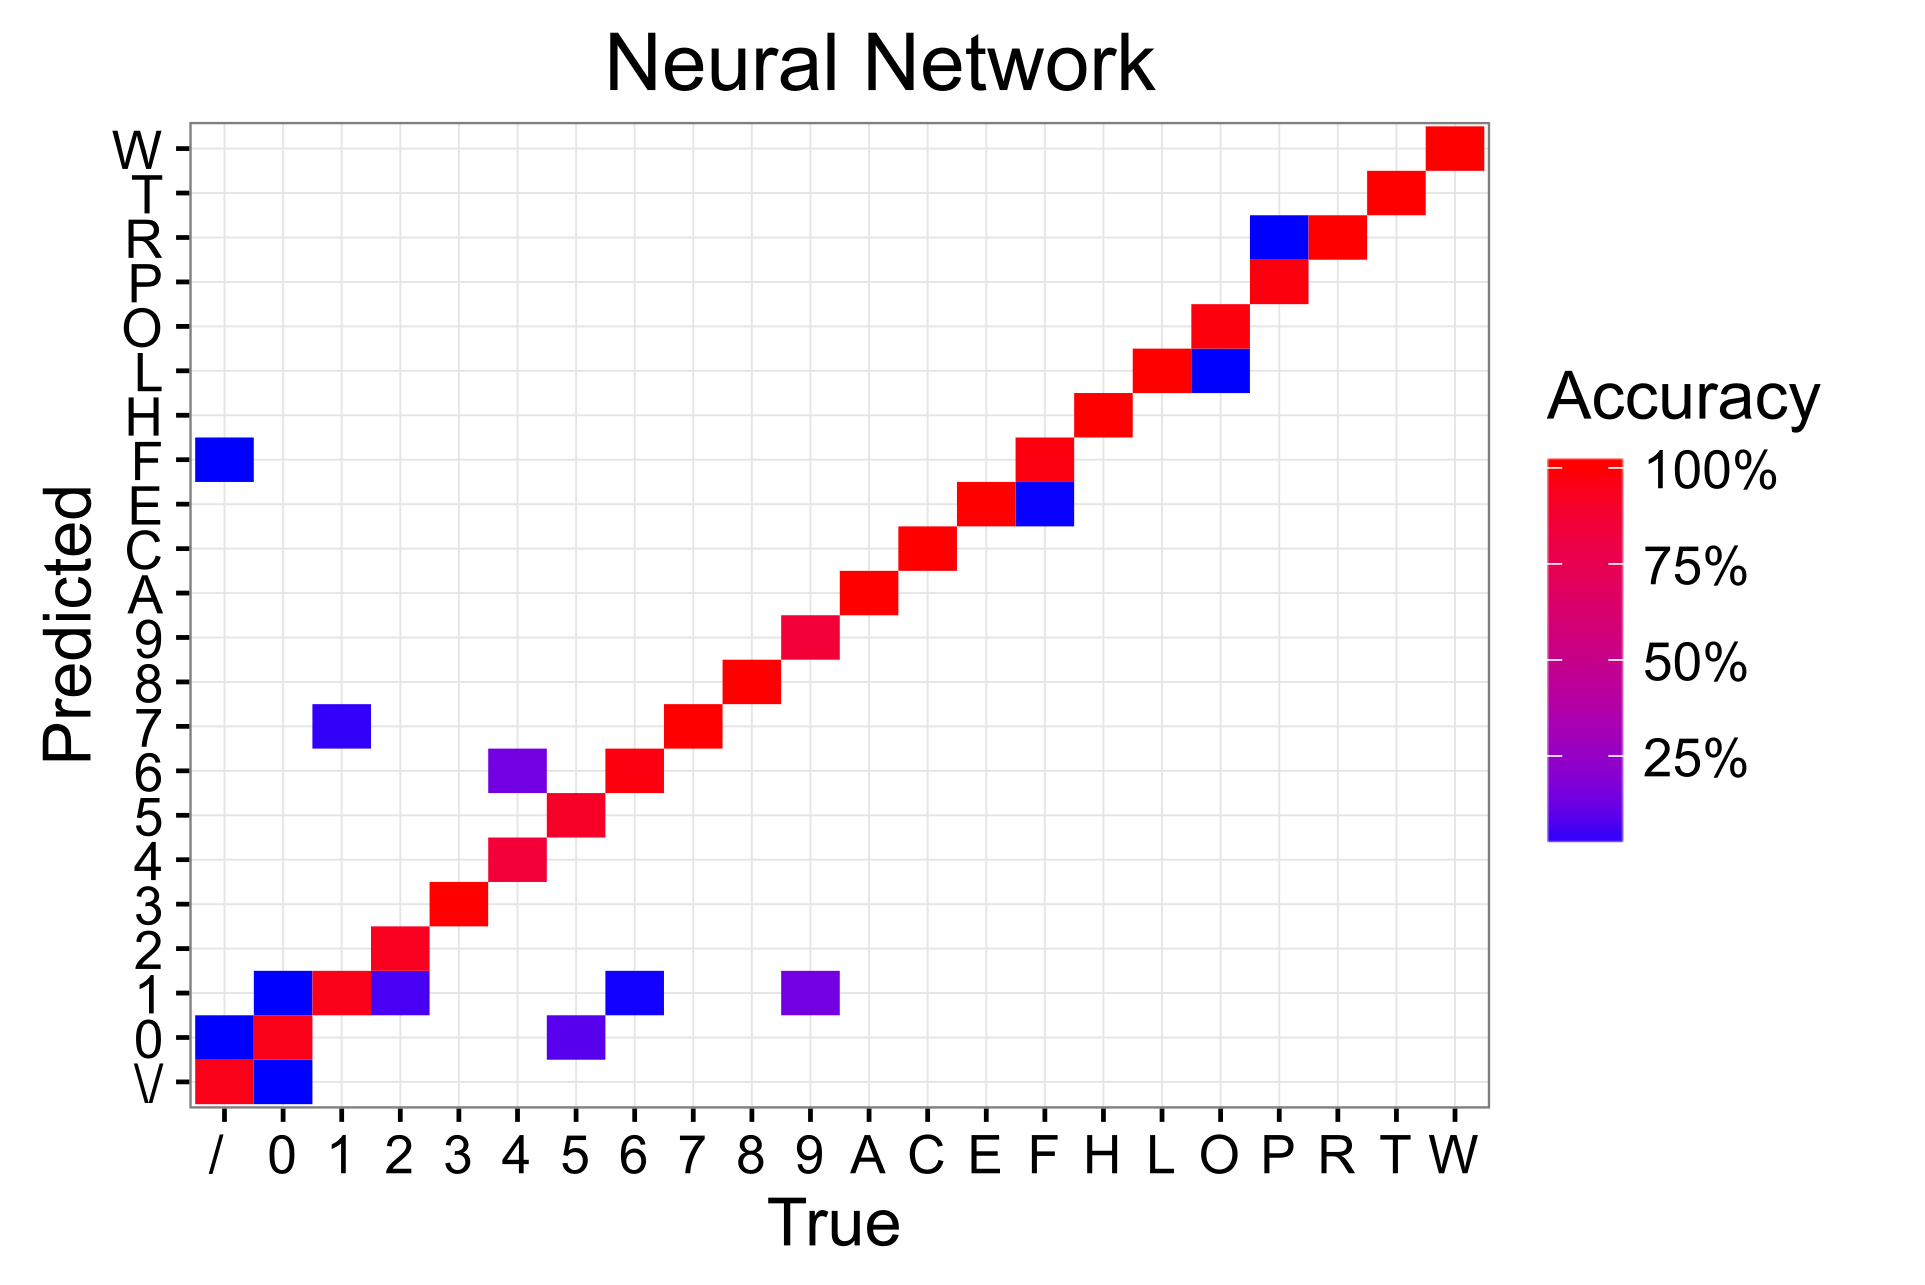 Neural Network
Predicted
W
T
R
P
O
L
H
F
E
C
A
9
8
7
6
5
4
3
2
1
0
\/
/ 0 1 2 3 4 5 6 7 8 9 A C E F H L O P R T W
True
Accuracy
100%
75%
50%
25%